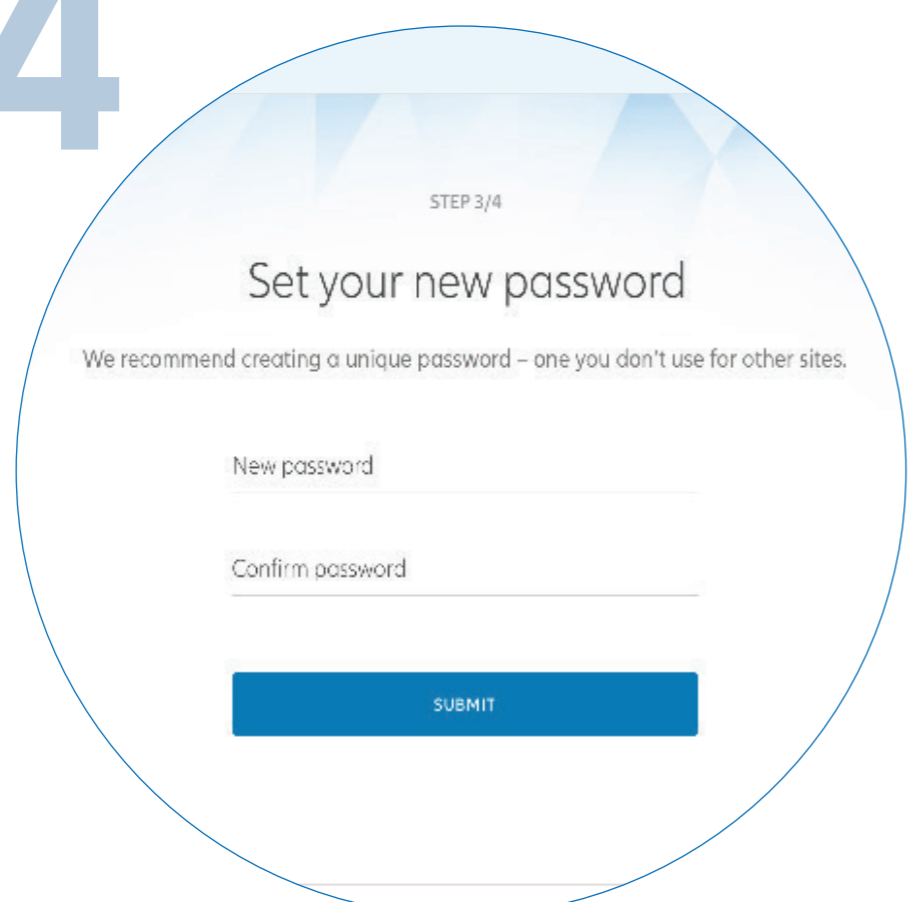 4
STEP 3/4
Set your new password
We recommend creating a unique password – one you don't use for other sites.
New password
Confirm password
SUBMIT